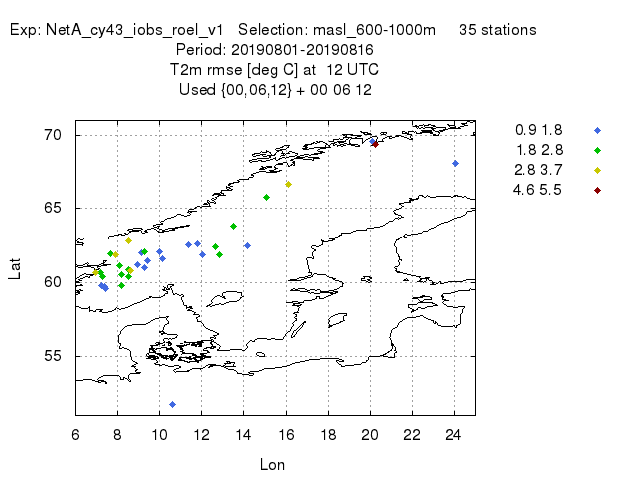 Exp: NetA_cy43_iobs_roel_v1 Selection: masl_600-1000m 35 stations
Period: 20190801-20190816
T2m rmse [deg C] at 12 UTC
Used {00,06,12} + 00 06 12
70
65
60
55
Lat
6 8 10 12 14 16 18 20 22 24
Lon
0.9 1.8
1.8 2.8
2.8 3.7
4.6 5.5